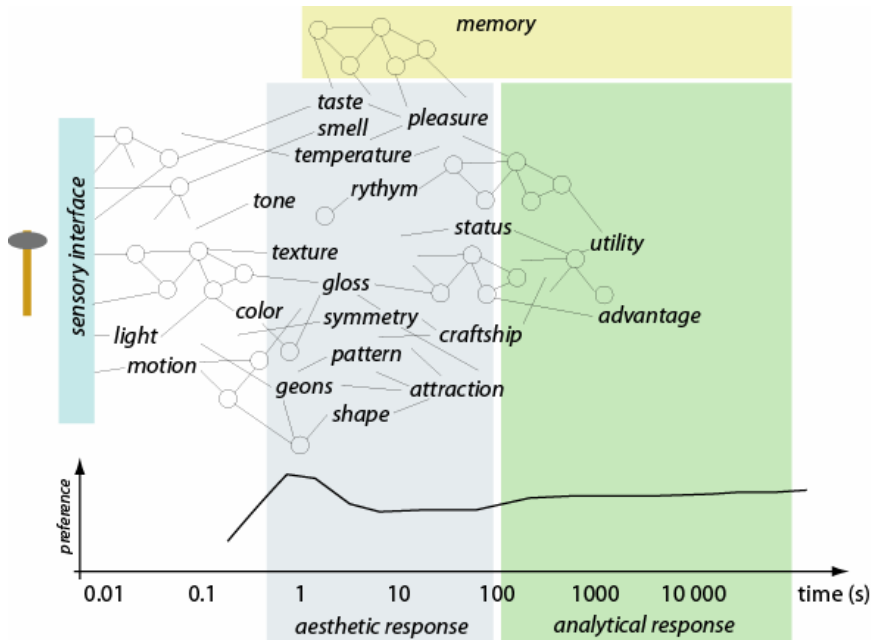 memory
taste
smell
pleasure
temperature
rythym
tone
status
utility
texture
gloss
sensory interface
color
symmetry
advantage
light
craftship
pattern
motion
geons
attraction
shape
preference
0.01 0.1 1 10 100 1000 10 000 time (s)
aesthetic response analytical response